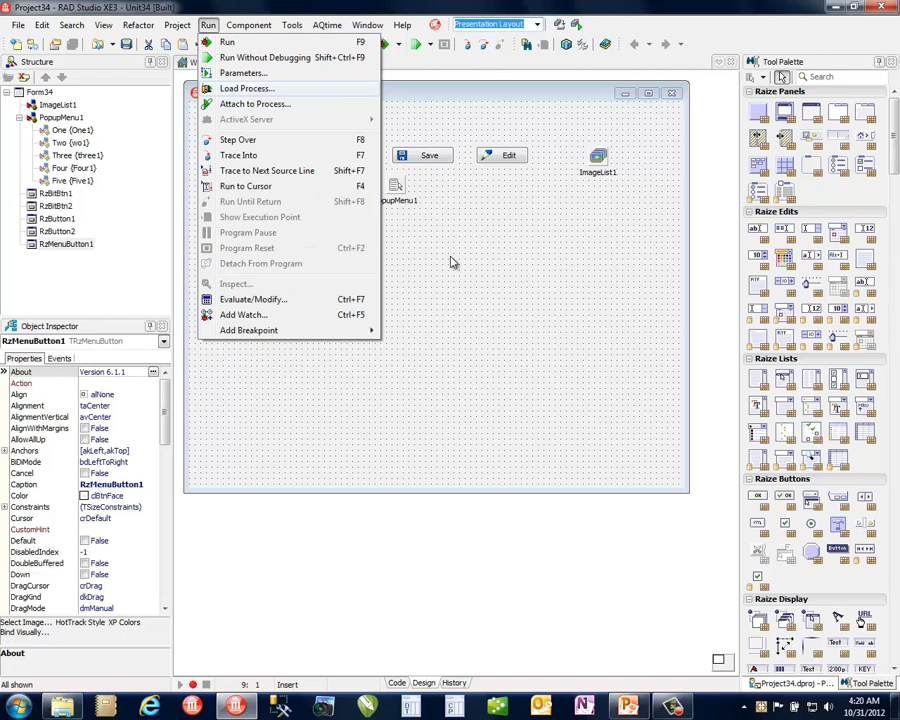 Project34 - RAD Studio XE3 - Unit34 [Built]
File Edit Search View Refactor Project Run Component Tools AQtime Window Help
Presentation Layout
Structure
Form34
ImageList1
PopupMenu1
One {One1}
Two {wo1}
Three {three1}
Four {Four1}
Five {Five1}
RzBitBtn1
RzBitBtn2
RzButton1
RzButton2
RzMenuButton1
Run F9
Run Without Debugging Shift+Ctrl+F9
Parameters...
Load Process...
Attach to Process...
ActiveX Server
Step Over F8
Trace Into F7
Trace to Next Source Line Shift+F7
Run to Cursor F4
Run Until Return Shift+F8
Show Execution Point
Program Pause
Program Reset Ctrl+F2
Detach From Program
Inspect...
Evaluate/Modify... Ctrl+F7
Add Watch... Ctrl+F5
Add Breakpoint
Save
Edit
ImageList1
opupMenu1
Object Inspector
RzMenuButton1 TRzMenuButton
Properties Events
About Version 6.1.1
Action
Align alNone
Alignment taCenter
AlignmentVertical avCenter
AlignWithMargins False
AllowAllUp False
Anchors [akLeft,akTop]
BiDiMode bdLeftToRight
Cancel False
Caption RzMenuButton1
Color clBtnFace
Constraints (TSizeConstraints)
Cursor crDefault
CustomHint
Default False
DisabledIndex -1
DoubleBuffered False
Down False
DragCursor crDrag
DragKind dkDrag
DragMode dmManual
Select Image... HotTrack Style XP Colors
Bind Visually...
About
All shown
9: 1 Insert
Code Design History
Tool Palette
Search
Raize Panels
Raize Edits
Raize Lists
Raize Buttons
Raize Display
Project34.dproj - P... Tool Palette
4:20 AM
10/31/2012